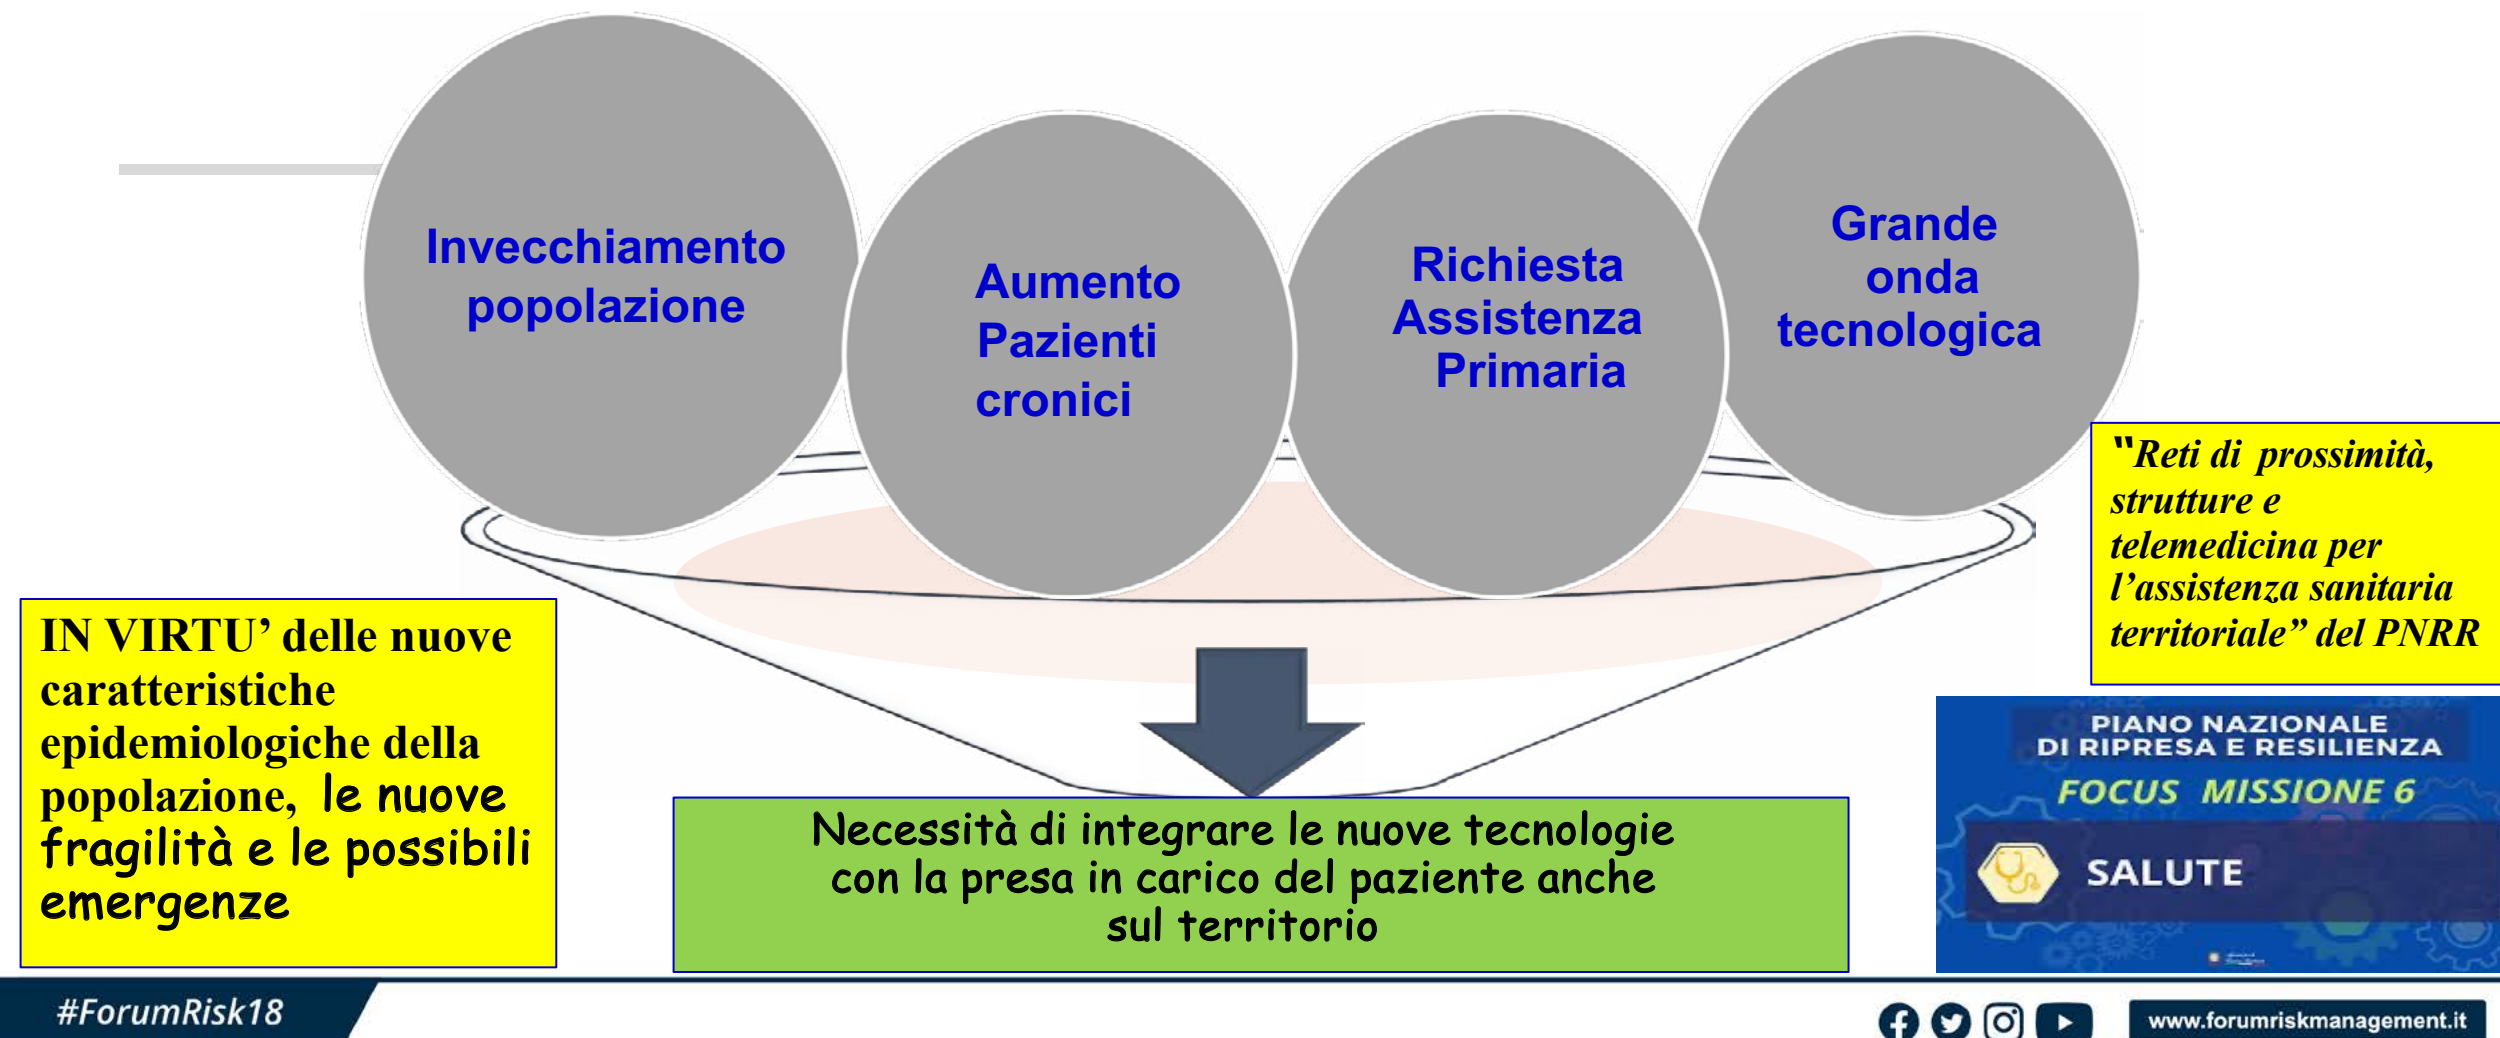 Invecchiamento
popolazione
Aumento
Pazienti
cronici
Richiesta
Assistenza
Primaria
Grande
onda
tecnologica
"Reti di prossimità,
strutture e
telemedicina per
l’assistenza sanitaria
territoriale” del PNRR
IN VIRTU’ delle nuove
caratteristiche
epidemiologiche della
popolazione, le nuove
fragilità e le possibili
emergenze
Necessità di integrare le nuove tecnologie
con la presa in carico del paziente anche
sul territorio
PIANO NAZIONALE
DI RIPRESA E RESILIENZA
FOCUS MISSIONE 6
SALUTE
#ForumRisk18
www.forumriskmanagement.it